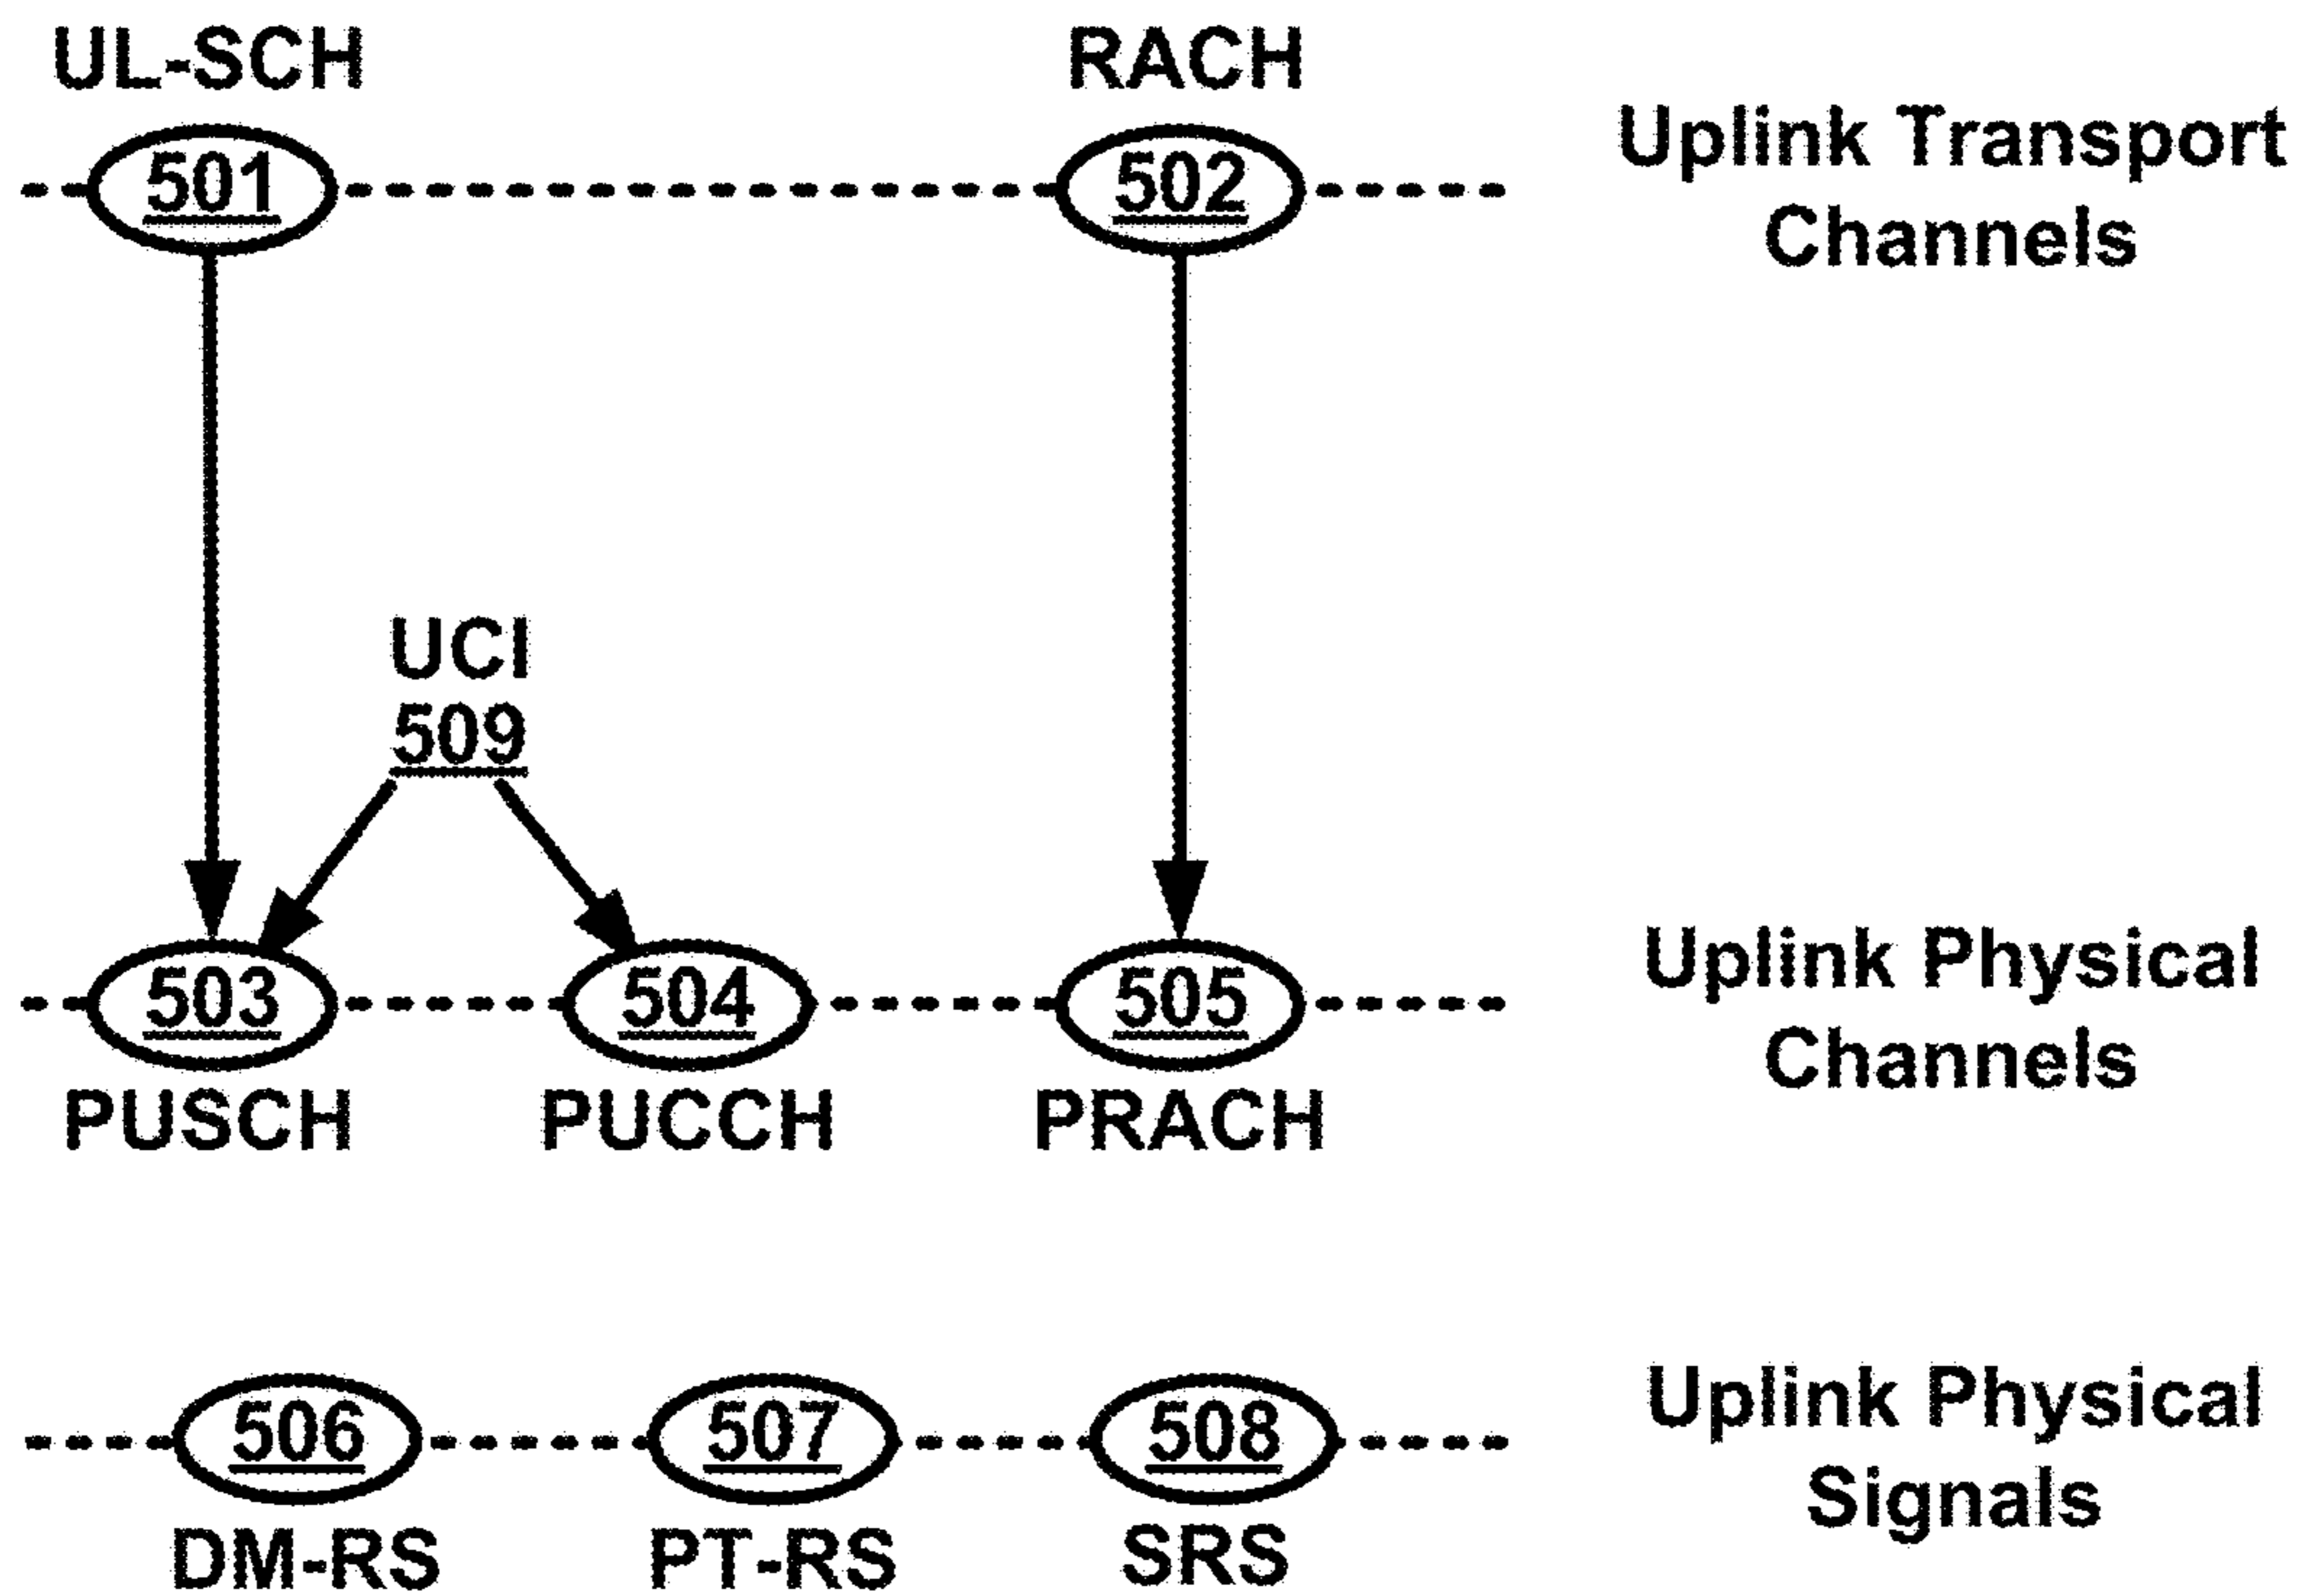 UL-SCH
RACH
501
502
Uplink Transport
Channels
UCI
509
503
504
505
Uplink Physical
Channels
PUSCH
PUCCH
PRACH
506
507
508
Uplink Physical
Signals
DM-RS
PT-RS
SRS